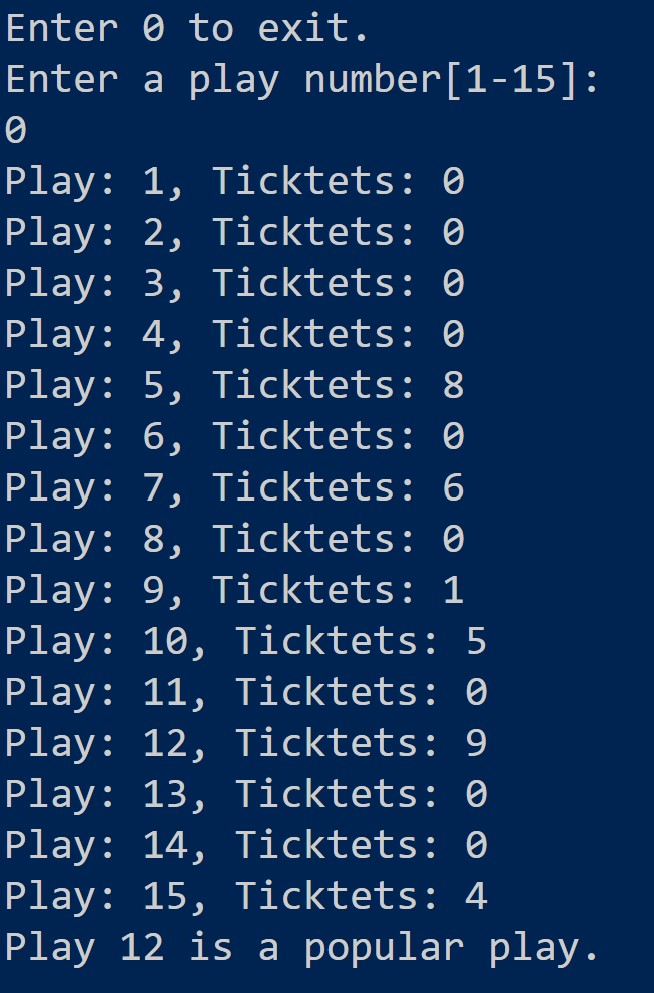 Enter 0 to exit.
Enter a play number[1-15]:
0
Play: 1, Ticktets: 0
Play: 2, Ticktets: 0
Play: 3, Ticktets: 0
Play: 4, Ticktets: 0
Play: 5, Ticktets: 8
Play: 6, Ticktets: 0
Play: 7, Ticktets: 6
Play: 8, Ticktets: 0
Play: 9, Ticktets: 1
Play: 10, Ticktets: 5
Play: 11, Ticktets: 0
Play: 12, Ticktets: 9
Play: 13, Ticktets: 0
Play: 14, Ticktets: 0
Play: 15, Ticktets: 4
Play 12 is a popular play.